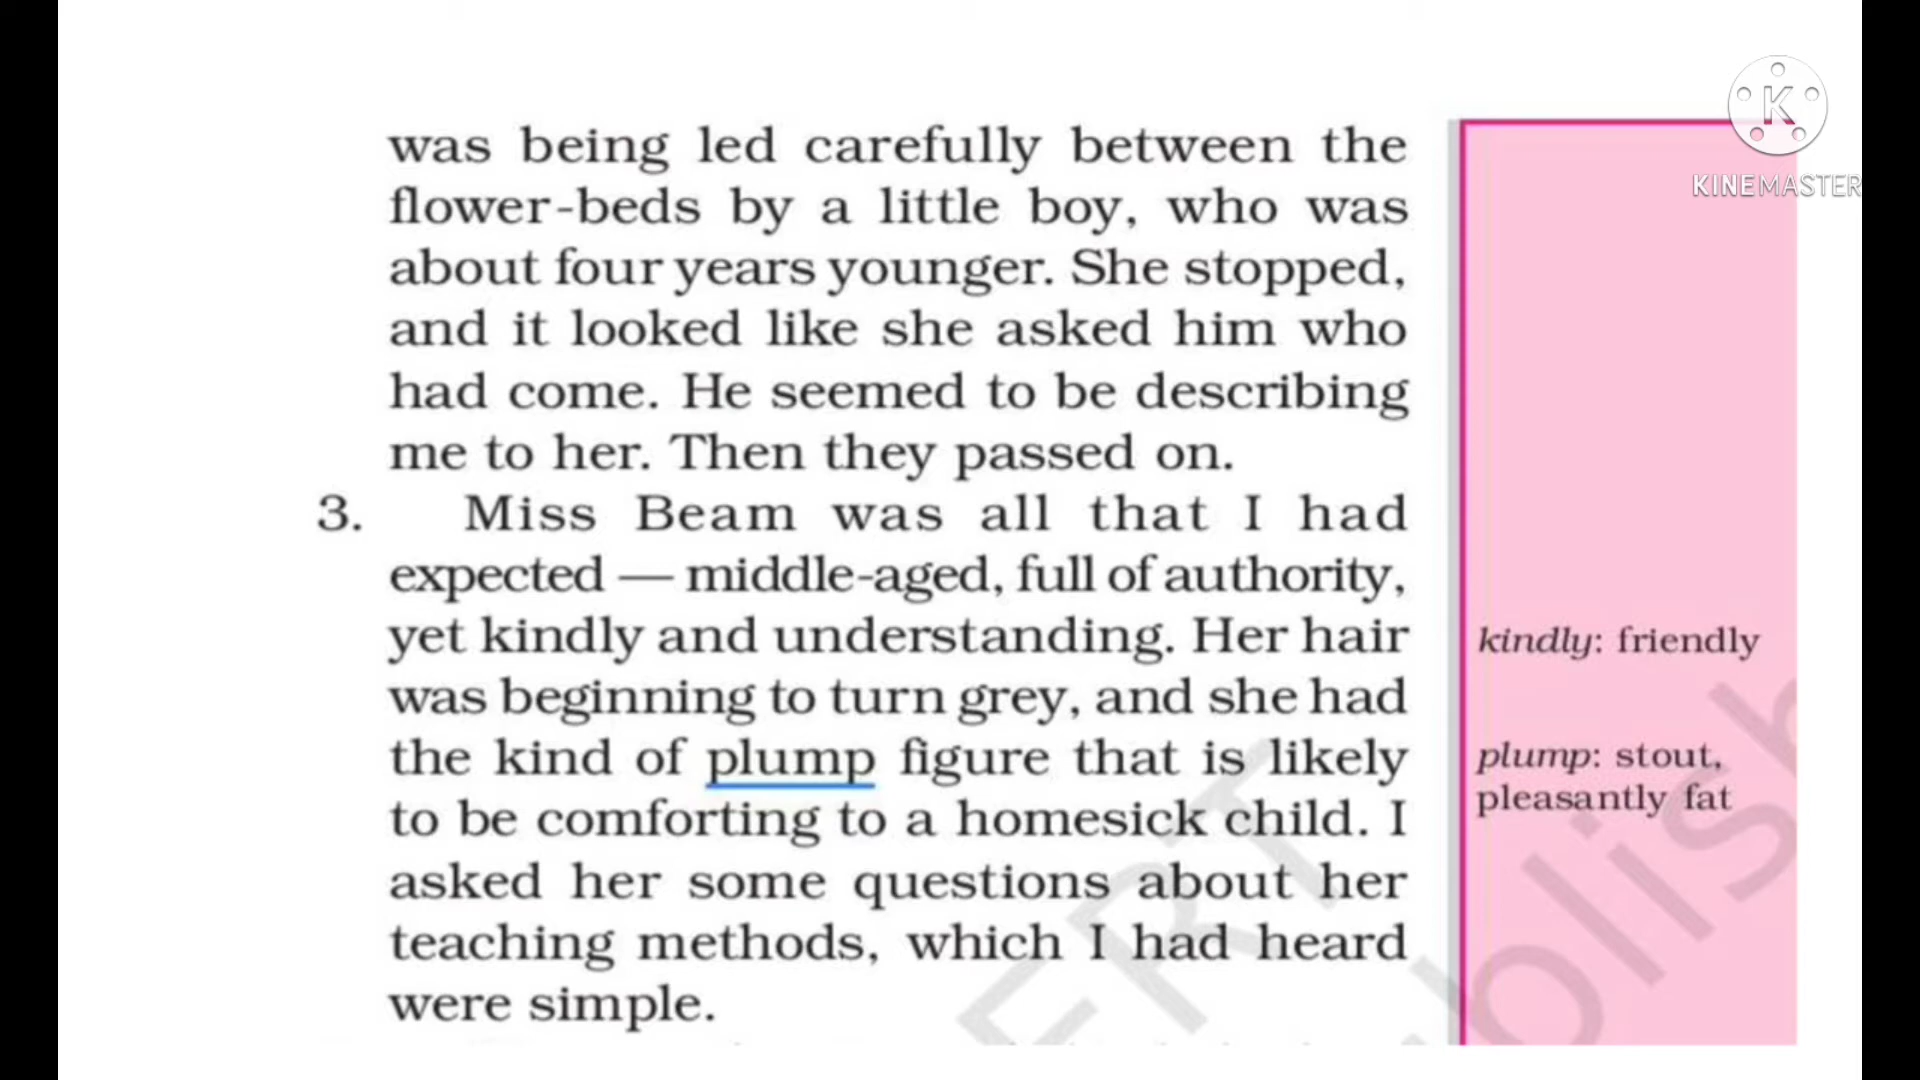 K
KINEMASTER
was being led carefully between the
flower-beds by a little boy, who was
about four years younger. She stopped,
and it looked like she asked him who
had come. He seemed to be describing
me to her. Then they passed on.
3. Miss Beam was all that I had
expected — middle-aged, full of authority,
yet kindly and understanding. Her hair
was beginning to turn grey, and she had
the kind of plump figure that is likely
to be comforting to a homesick child. I
asked her some questions about her
teaching methods, which I had heard
were simple.
kindly: friendly
plump: stout,
pleasantly fat